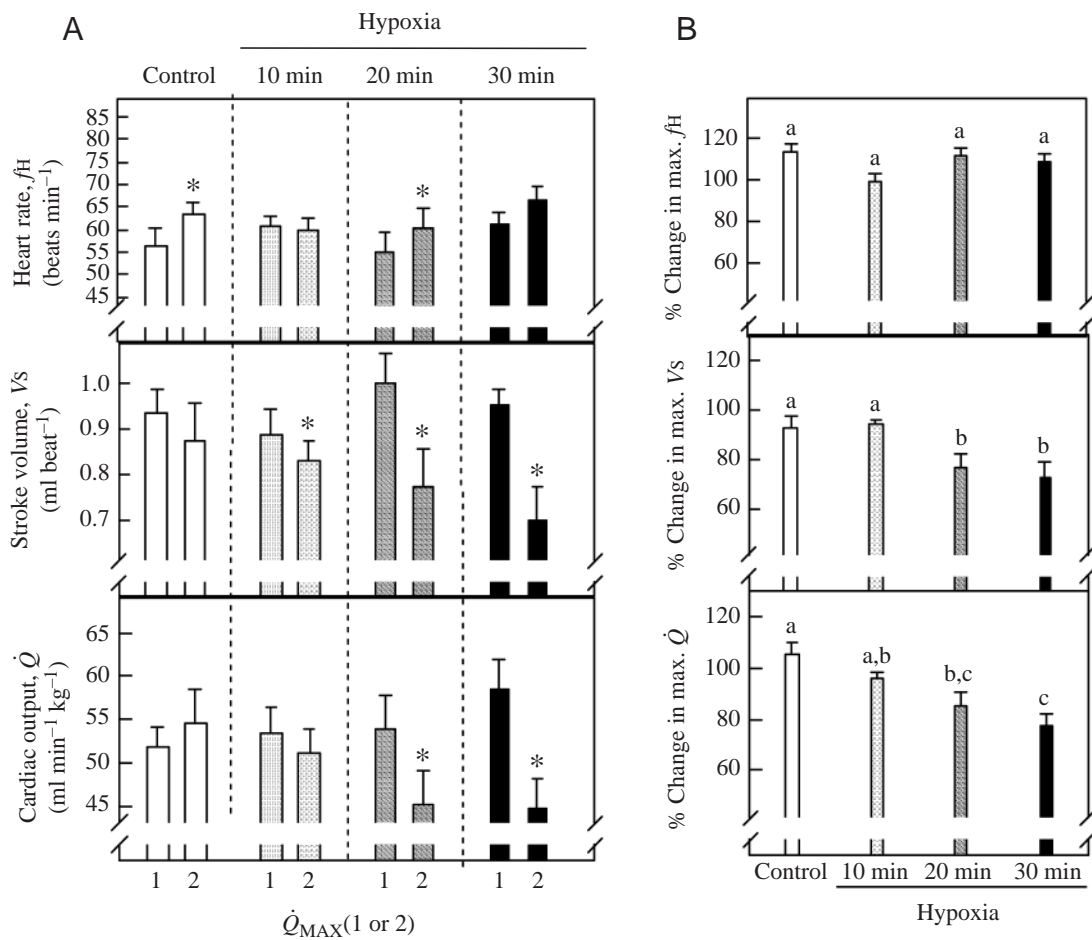 A
Hypoxia
Control 10 min 20 min 30 min
Heart rate, fH
(beats min⁻¹)
85
80
75
70
65
60
55
50
45
*
*
Stroke volume, Vs
(ml beat⁻¹)
1.0
0.9
0.8
0.7
*
*
*
Cardiac output, Q̇
(ml min⁻¹ kg⁻¹)
65
60
55
50
45
*
*
1 2 1 2 1 2 1 2
Q̇MAX(1 or 2)
B
% Change in max. fH
120
100
80
60
a a a a
% Change in max. Vs
120
100
80
60
a a b b
% Change in max. Q̇
120
100
80
60
a a,b b,c c
Control 10 min 20 min 30 min
Hypoxia